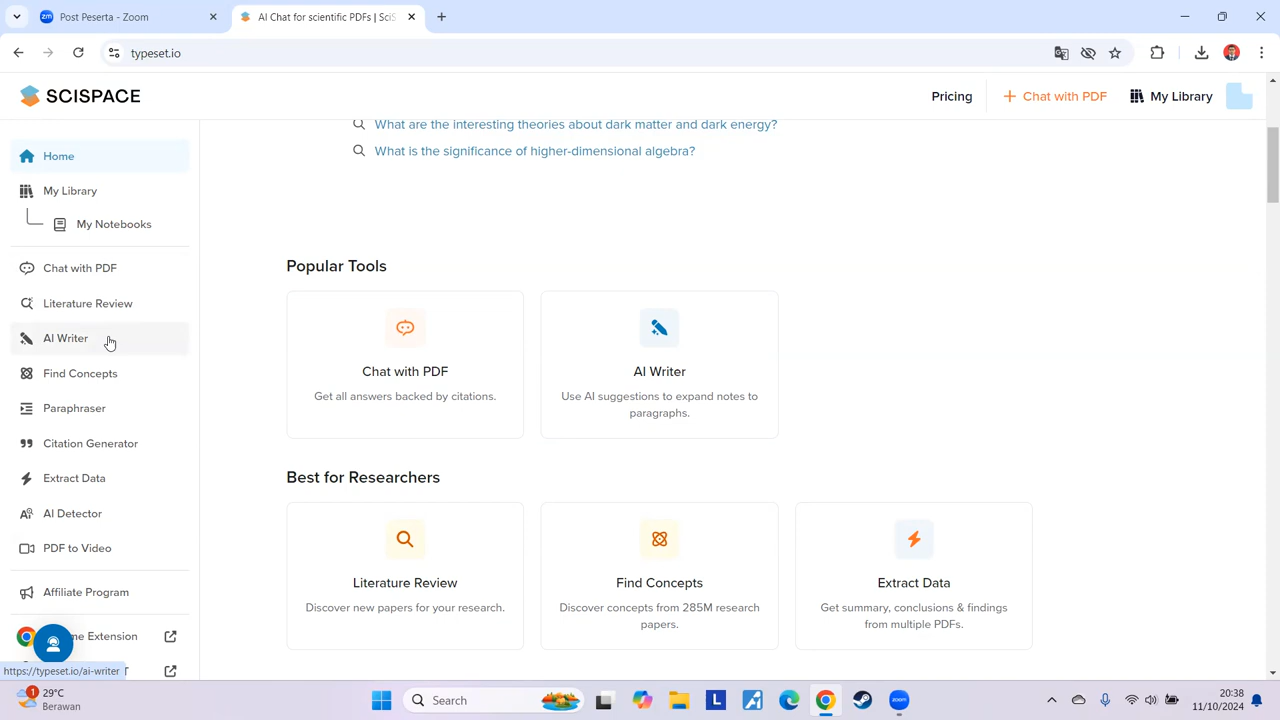 Post Peserta - Zoom
AI Chat for scientific PDFs | SciS
typeset.io
SCISPACE
Pricing
Chat with PDF
My Library
Home
My Library
My Notebooks
Chat with PDF
Literature Review
AI Writer
Find Concepts
Paraphraser
Citation Generator
Extract Data
AI Detector
PDF to Video
Affiliate Program
me Extension
https://typeset.io/ai-writer
What are the interesting theories about dark matter and dark energy?
What is the significance of higher-dimensional algebra?
Popular Tools
Chat with PDF
Get all answers backed by citations.
AI Writer
Use AI suggestions to expand notes to
paragraphs.
Best for Researchers
Literature Review
Discover new papers for your research.
Find Concepts
Discover concepts from 285M research
papers.
Extract Data
Get summary, conclusions & findings
from multiple PDFs.
1
29°C
Berawan
Search
zoom
20:38
11/10/2024